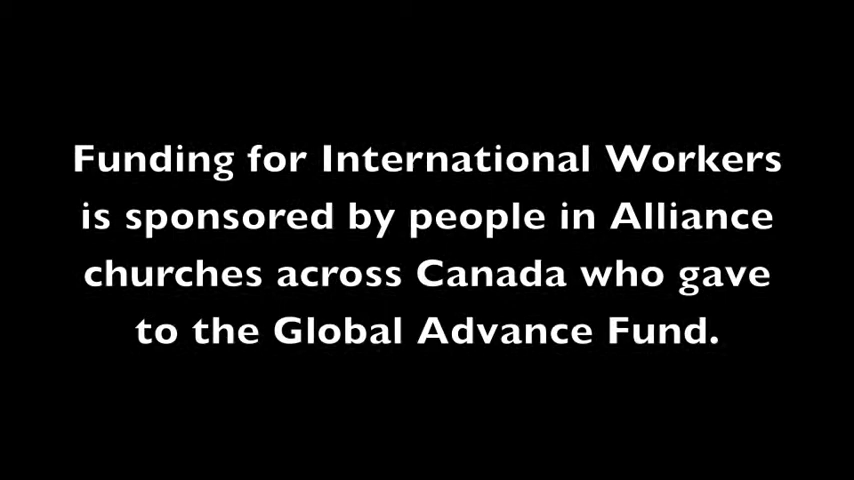 Funding for International Workers
is sponsored by people in Alliance
churches across Canada who gave
to the Global Advance Fund.